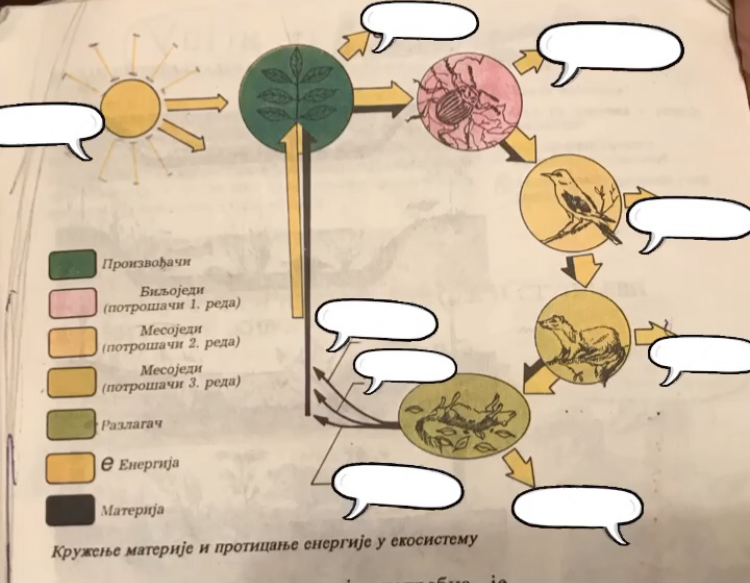 Произвођачи
Биљоједи
(потрошачи 1. реда)
Месоједи
(потрошачи 2. реда)
Месоједи
(потрошачи 3. реда)
Разлагач
е Енергија
Материја
Кружење материје и протицање енергије у екосистему